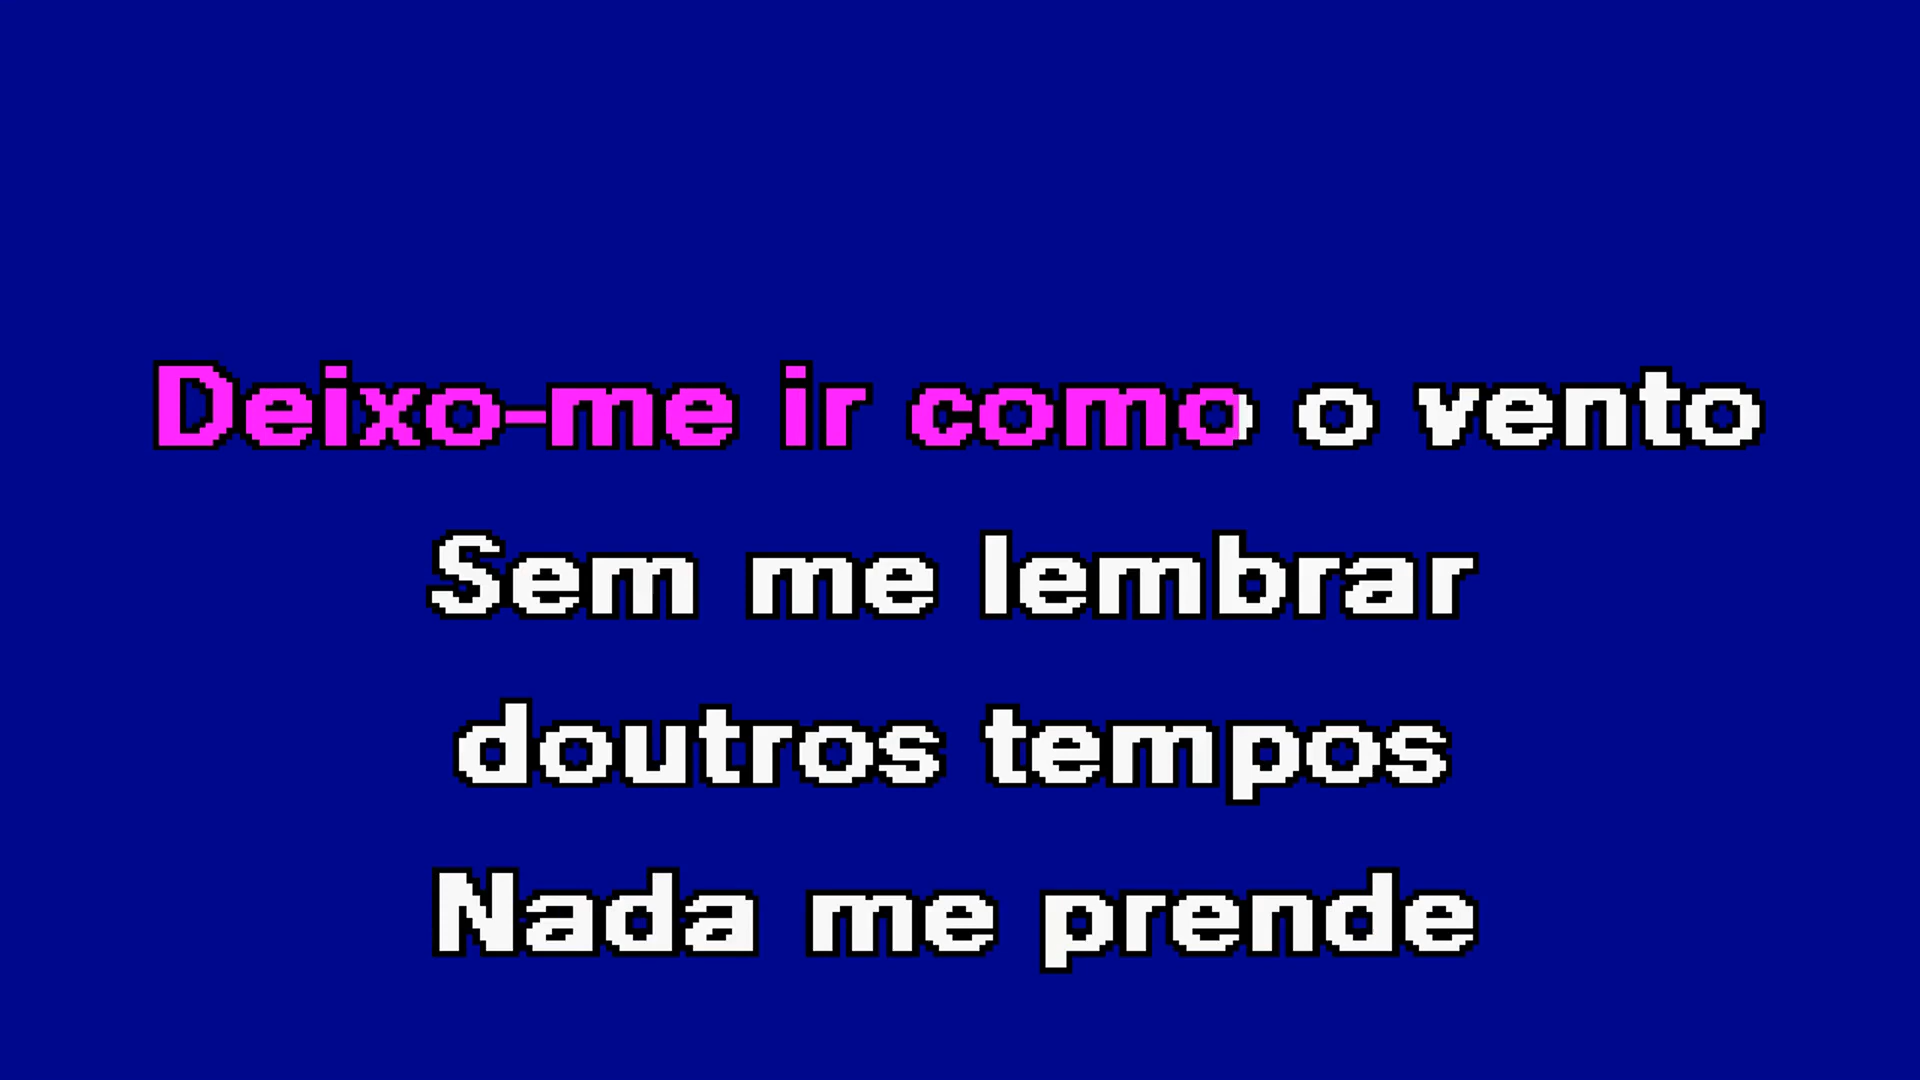 Deixo-me ir como o vento
Sem me lembrar
doutros tempos
Nada me prende